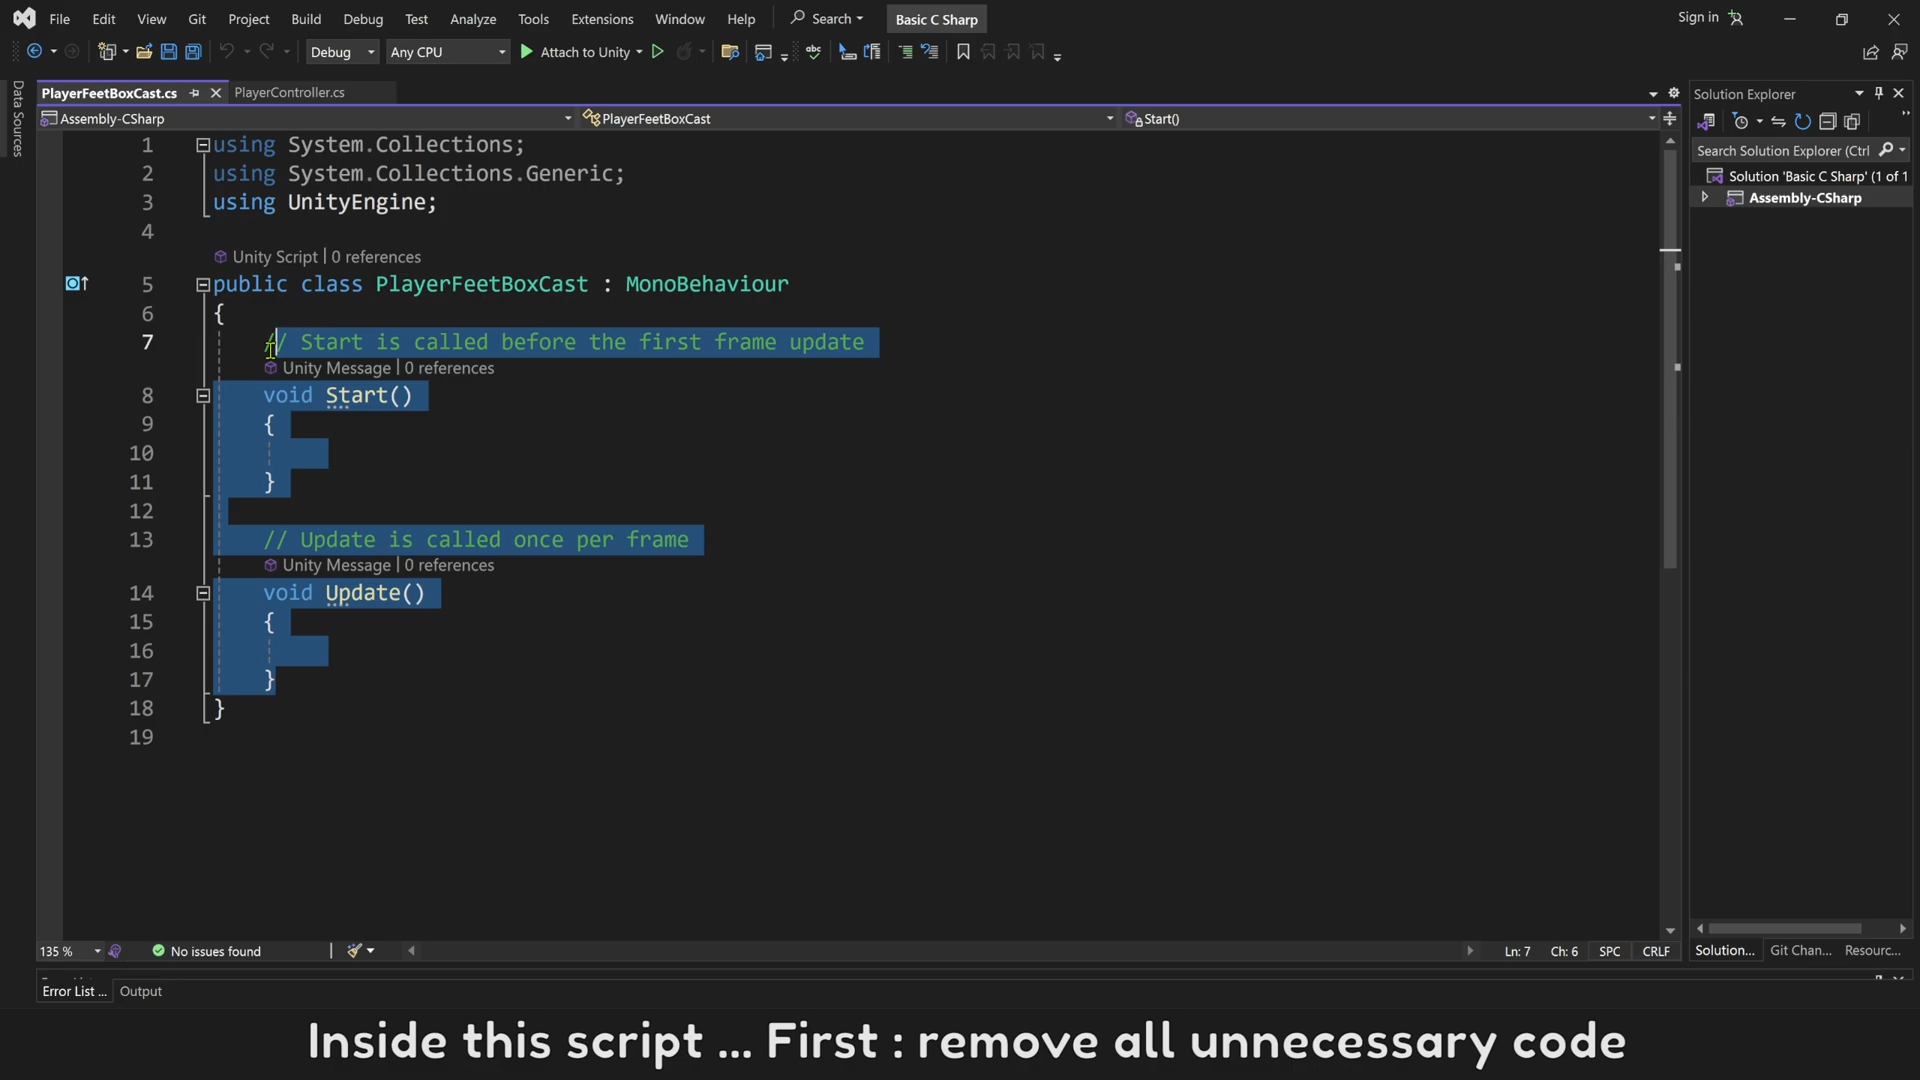 File Edit View Git Project Build Debug Test Analyze Tools Extensions Window Help Search Basic C Sharp Sign in
Debug Any CPU Attach to Unity
Data Sources
PlayerFeetBoxCast.cs PlayerController.cs
Assembly-CSharp PlayerFeetBoxCast Start()
1 using System.Collections;
2 using System.Collections.Generic;
3 using UnityEngine;
4
Unity Script | 0 references
5 public class PlayerFeetBoxCast : MonoBehaviour
6 {
7 // Start is called before the first frame update
Unity Message | 0 references
8 void Start()
9 {
10
11 }
12
13 // Update is called once per frame
Unity Message | 0 references
14 void Update()
15 {
16
17 }
18 }
19
Solution Explorer
Search Solution Explorer (Ctrl
Solution 'Basic C Sharp' (1 of 1
Assembly-CSharp
135 % No issues found Ln: 7 Ch: 6 SPC CRLF
Solution... Git Chan... Resourc...
Error List ... Output
Inside this script ... First : remove all unnecessary code